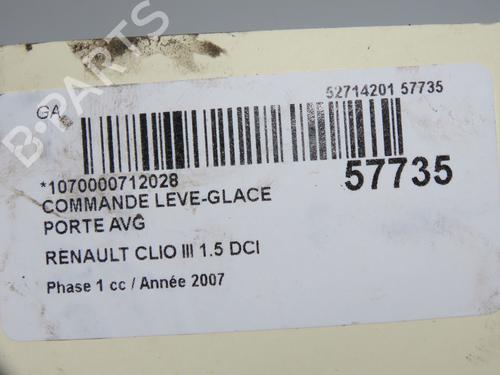 B-PARTS
GA
52714201 57735
*1070000712028
57735
COMMANDE LEVE-GLACE
PORTE AVG
RENAULT CLIO III 1.5 DCI
Phase 1 cc / Année 2007